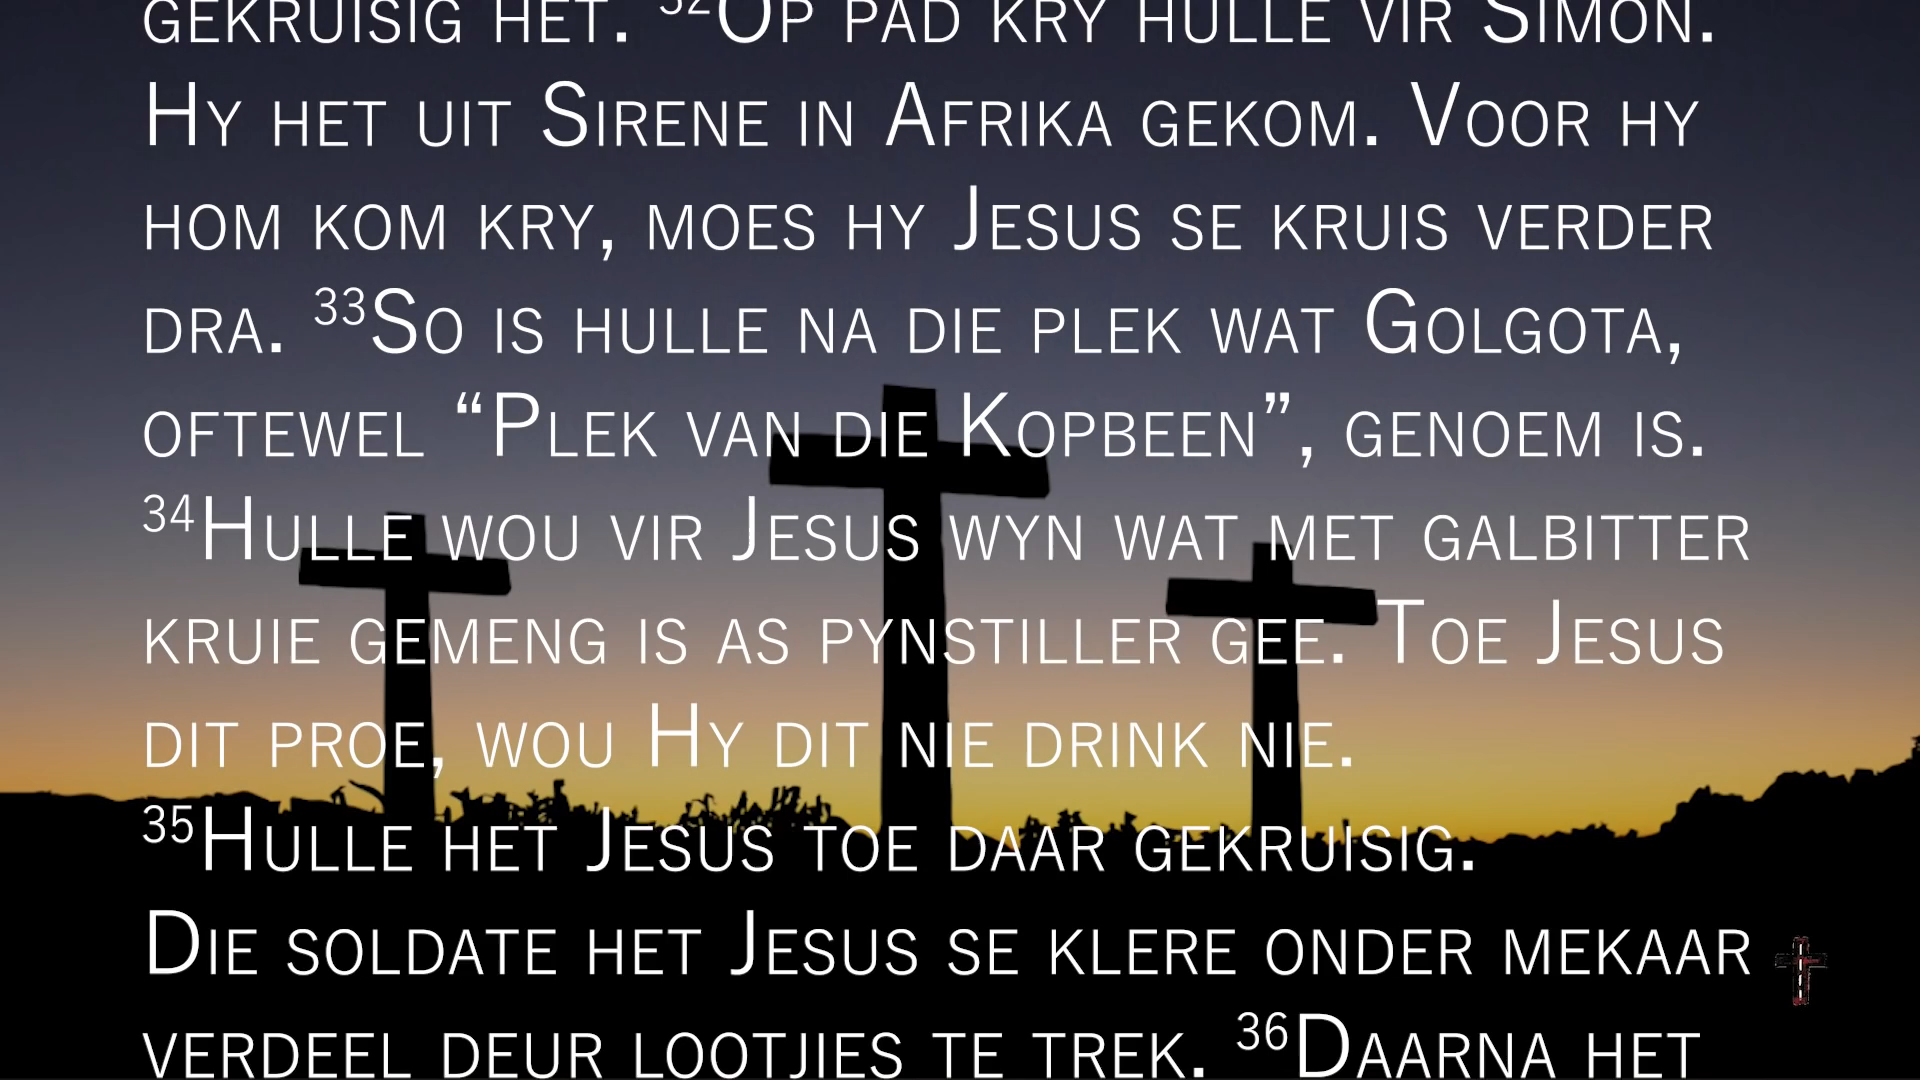 gekruisig het. ³²Op pad kry hulle vir Simon.
Hy het uit Sirene in Afrika gekom. Voor hy
hom kom kry, moes hy Jesus se kruis verder
dra. ³³So is hulle na die plek wat Golgota,
oftewel “Plek van die Kopbeen”, genoem is.
³⁴Hulle wou vir Jesus wyn wat met galbitter
kruie gemeng is as pynstiller gee. Toe Jesus
dit proe, wou Hy dit nie drink nie.
³⁵Hulle het Jesus toe daar gekruisig.
Die soldate het Jesus se klere onder mekaar
verdeel deur lootjies te trek. ³⁶Daarna het